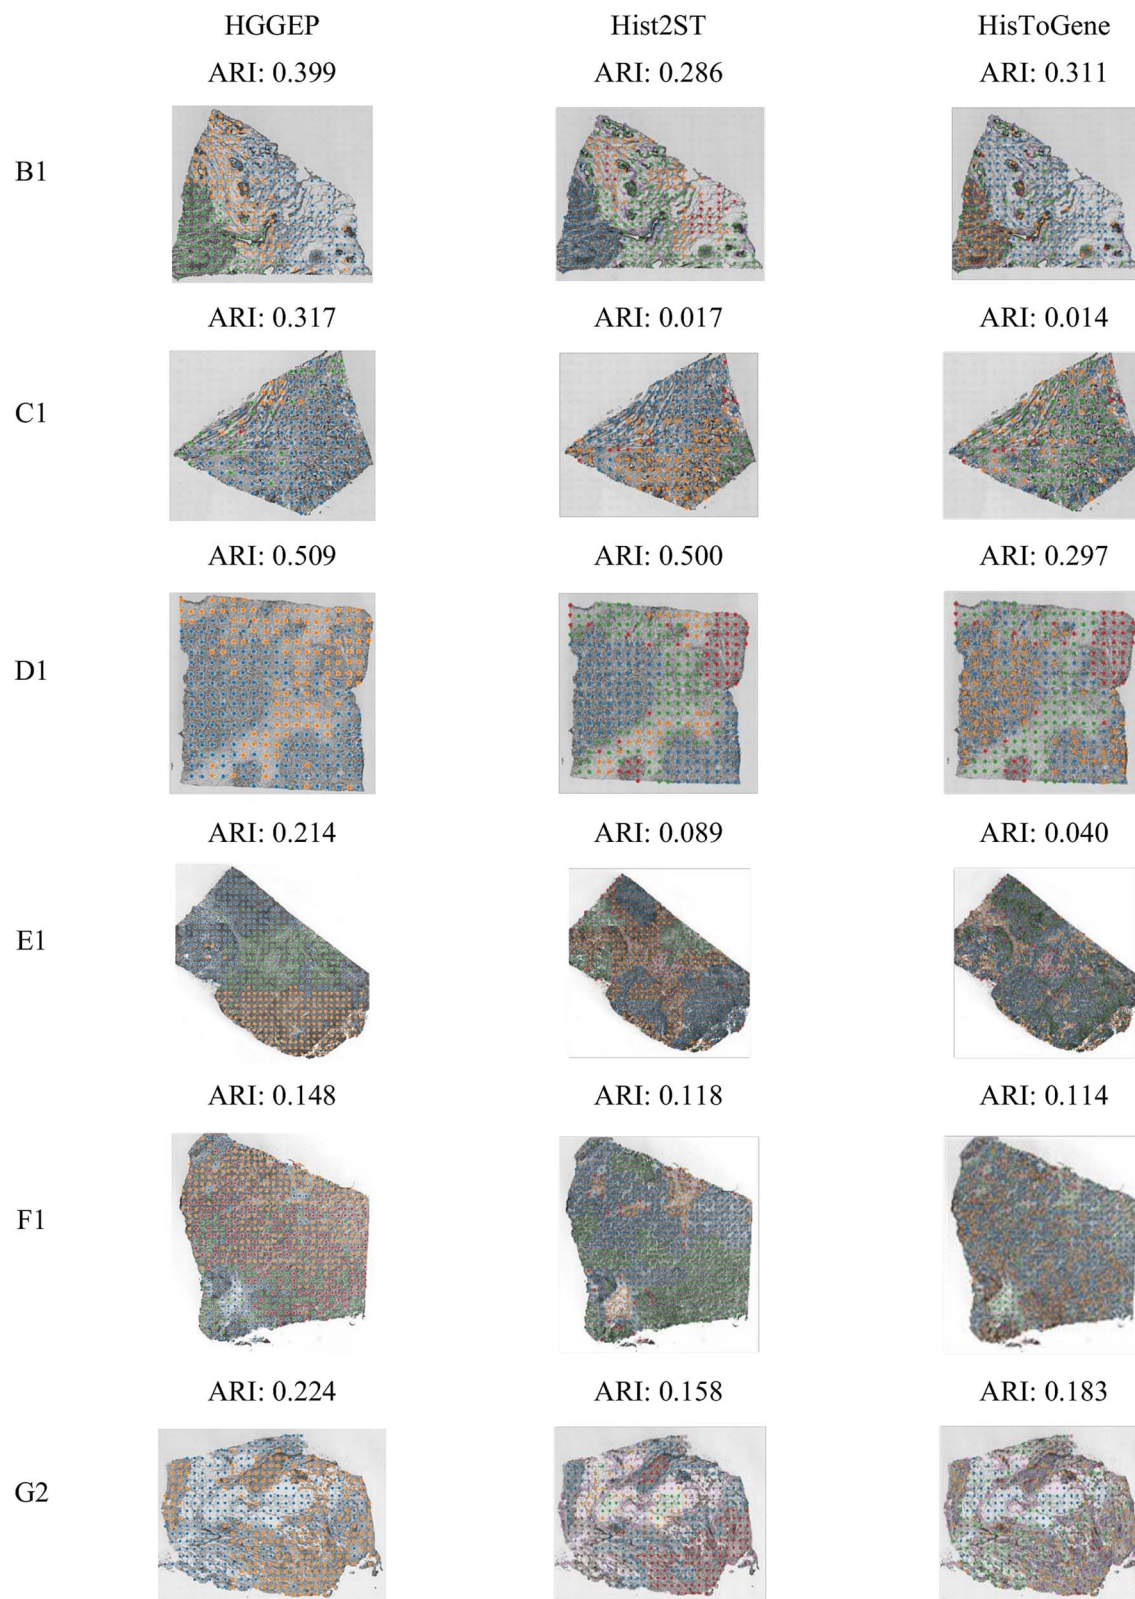 HGGEP Hist2ST HisToGene
ARI: 0.399 ARI: 0.286 ARI: 0.311
B1
ARI: 0.317 ARI: 0.017 ARI: 0.014
C1
ARI: 0.509 ARI: 0.500 ARI: 0.297
D1
ARI: 0.214 ARI: 0.089 ARI: 0.040
E1
ARI: 0.148 ARI: 0.118 ARI: 0.114
F1
ARI: 0.224 ARI: 0.158 ARI: 0.183
G2